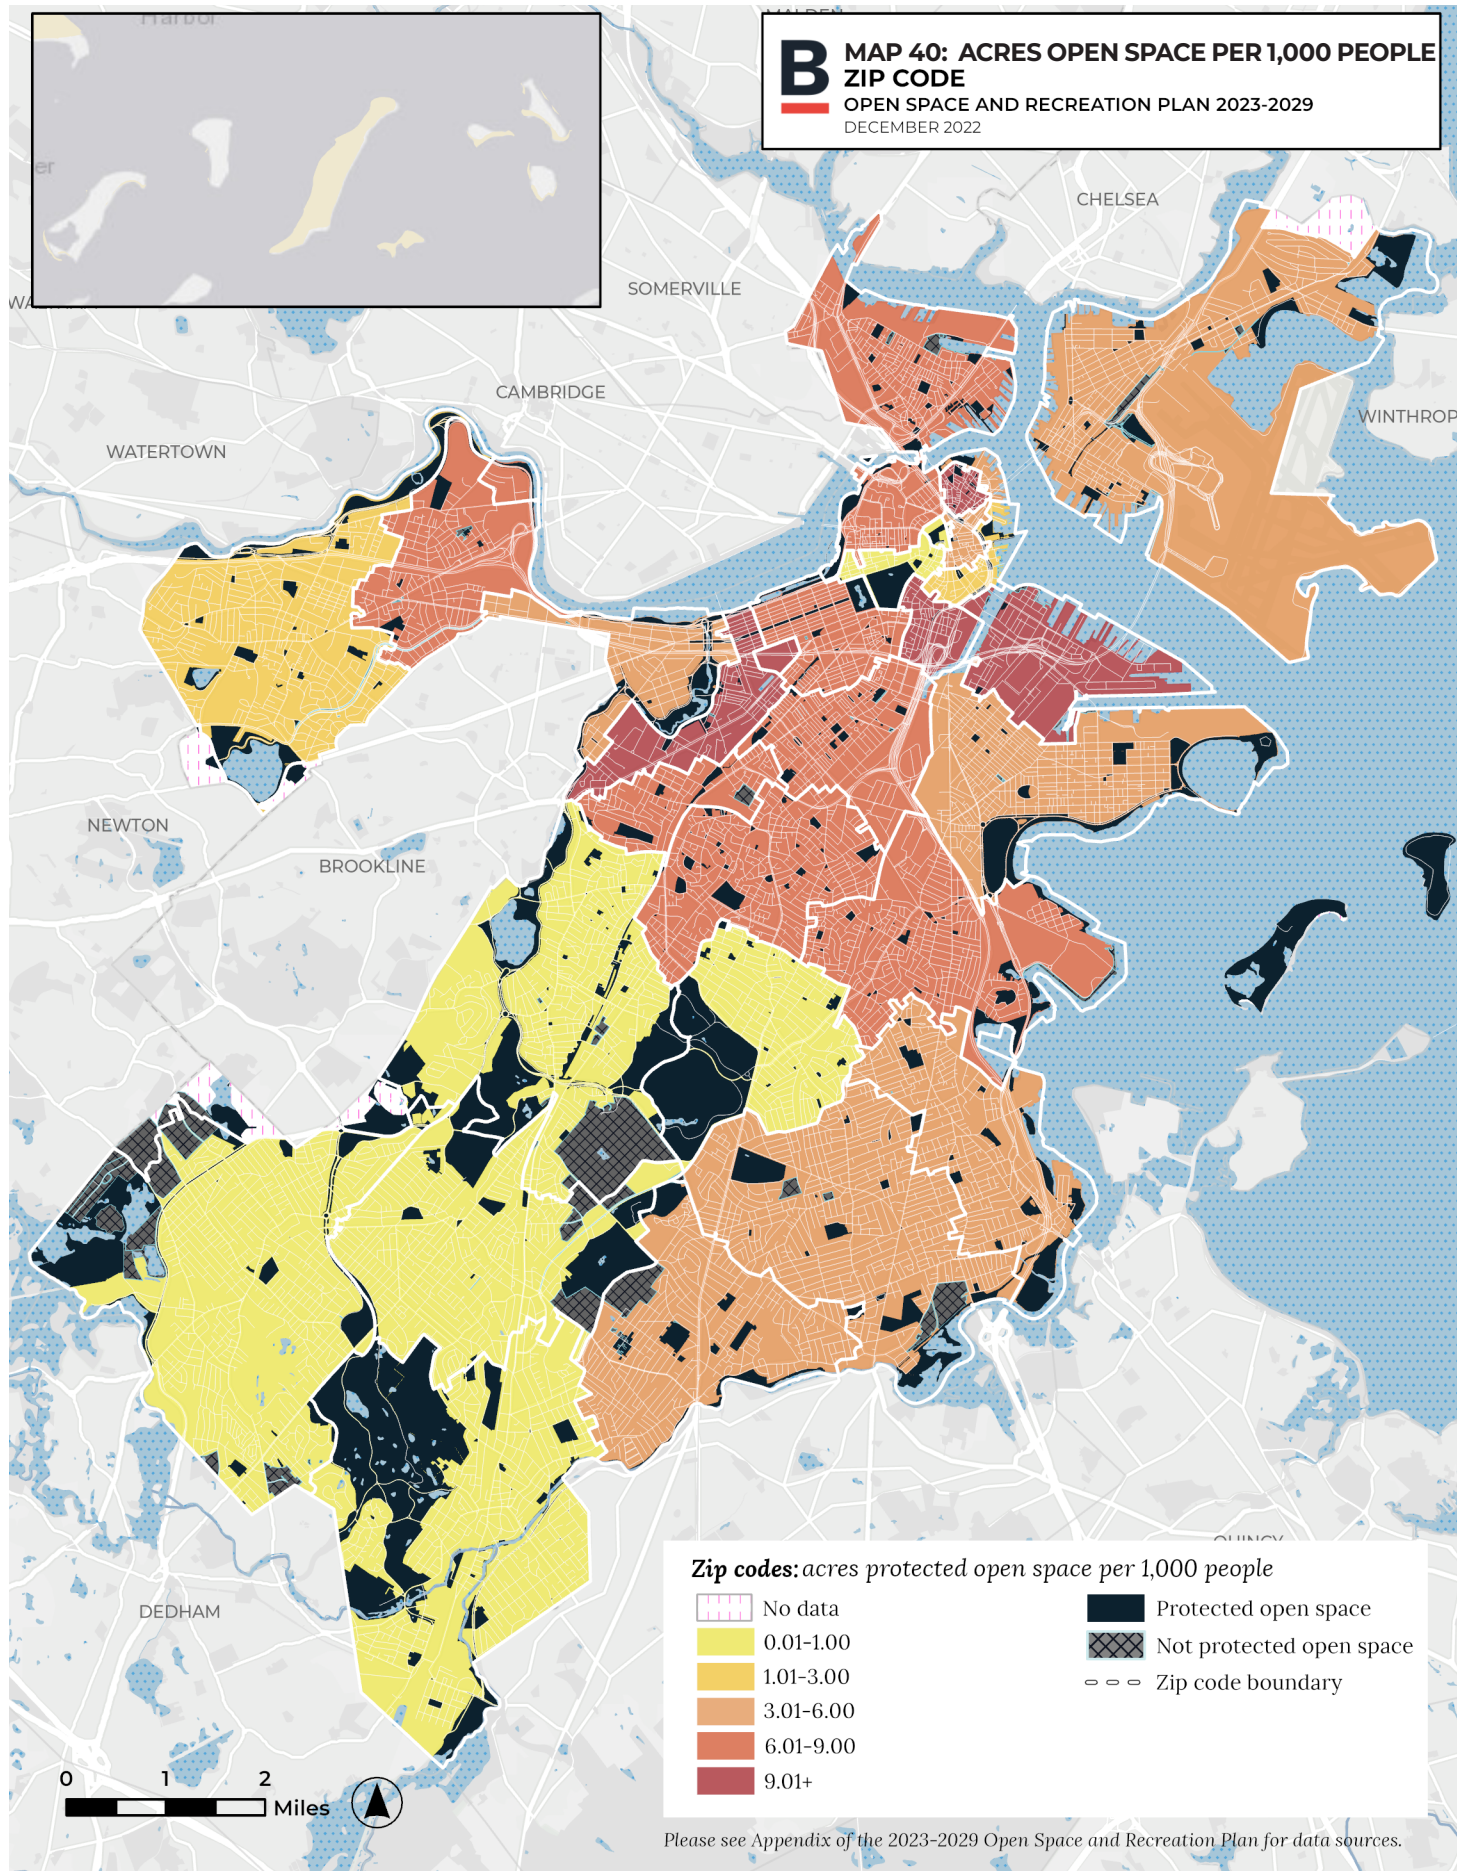 Harbor
er
MALDEN
B
MAP 40: ACRES OPEN SPACE PER 1,000 PEOPLE
ZIP CODE
OPEN SPACE AND RECREATION PLAN 2023-2029
DECEMBER 2022
CHELSEA
SOMERVILLE
CAMBRIDGE
WINTHROP
WATERTOWN
NEWTON
BROOKLINE
QUINCY
DEDHAM
Zip codes: acres protected open space per 1,000 people
No data
0.01-1.00
1.01-3.00
3.01-6.00
6.01-9.00
9.01+
Protected open space
Not protected open space
Zip code boundary
0 1 2
Miles
Please see Appendix of the 2023-2029 Open Space and Recreation Plan for data sources.